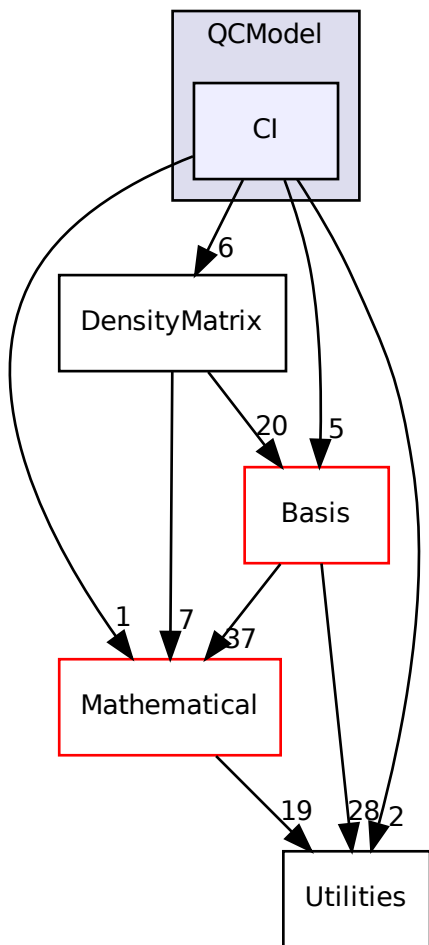 QCModel
CI
6
DensityMatrix
20
5
Basis
1
7
37
Mathematical
19
28
2
Utilities